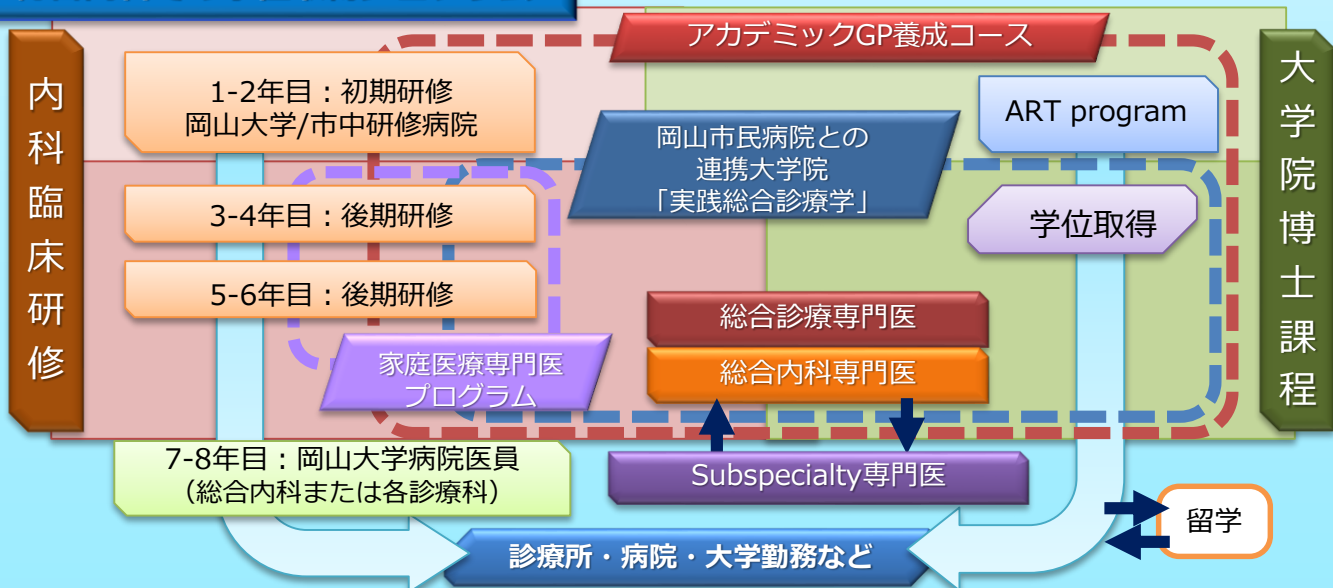 アカデミックGP養成コース
内科臨床研修
大学院博士課程
1-2年目：初期研修
岡山大学/市中研修病院
ART program
岡山市民病院との
連携大学院
「実践総合診療学」
3-4年目：後期研修
学位取得
5-6年目：後期研修
総合診療専門医
家庭医療専門医
プログラム
総合内科専門医
7-8年目：岡山大学病院医員
（総合内科または各診療科）
Subspecialty専門医
留学
診療所・病院・大学勤務など